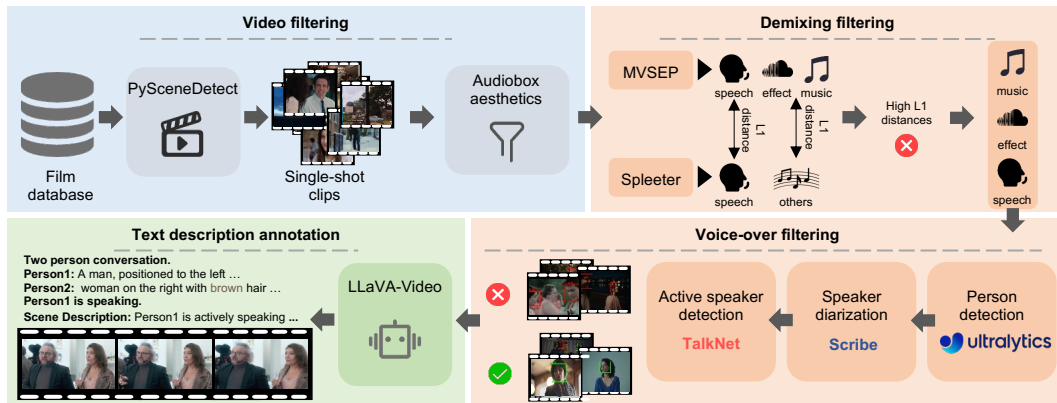 Video filtering
Film
database
PySceneDetect
Single-shot
clips
Audiobox
aesthetics
Demixing filtering
MVSEP
speech
effect
music
L1
distance
L1
distance
Spleeter
speech
others
High L1
distances
music
effect
speech
Voice-over filtering
Person
detection
ultralytics
Speaker
diarization
Scribe
Active speaker
detection
TalkNet
Text description annotation
LLaVA-Video
Two person conversation.
Person1: A man, positioned to the left ...
Person2: woman on the right with brown hair ...
Person1 is speaking.
Scene Description: Person1 is actively speaking ...